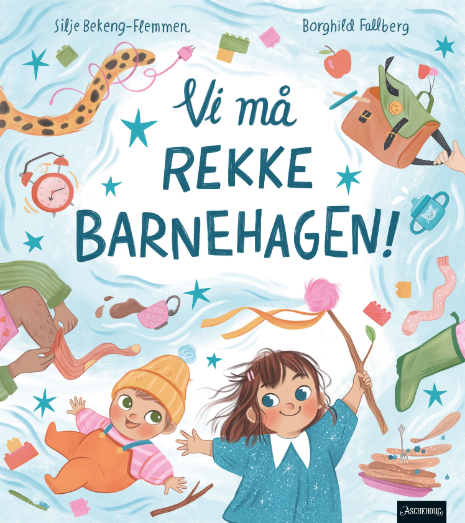 Silje Bekeng-Flemmen
Borghild Fallberg
Vi må
REKKE
BARNEHAGEN!
ASCHEHOUG